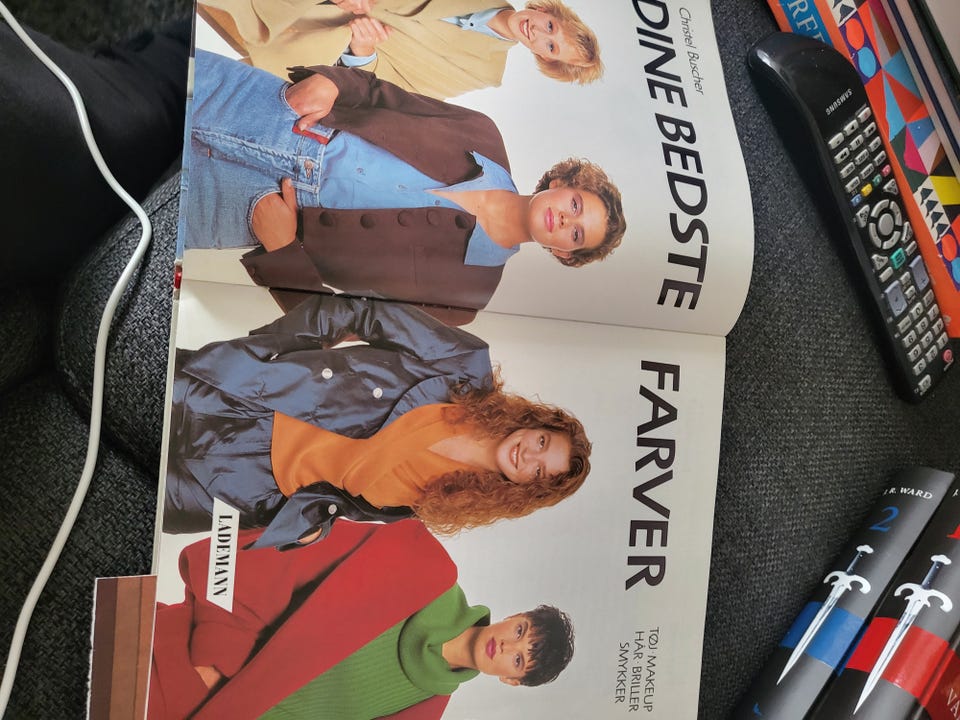 Christel Buscher
DINE BEDSTE
FARVER
TØJ · MAKEUP
HÅR · BRILLER
SMYKKER
LADEMANN
SAMSUNG
R. WARD
2